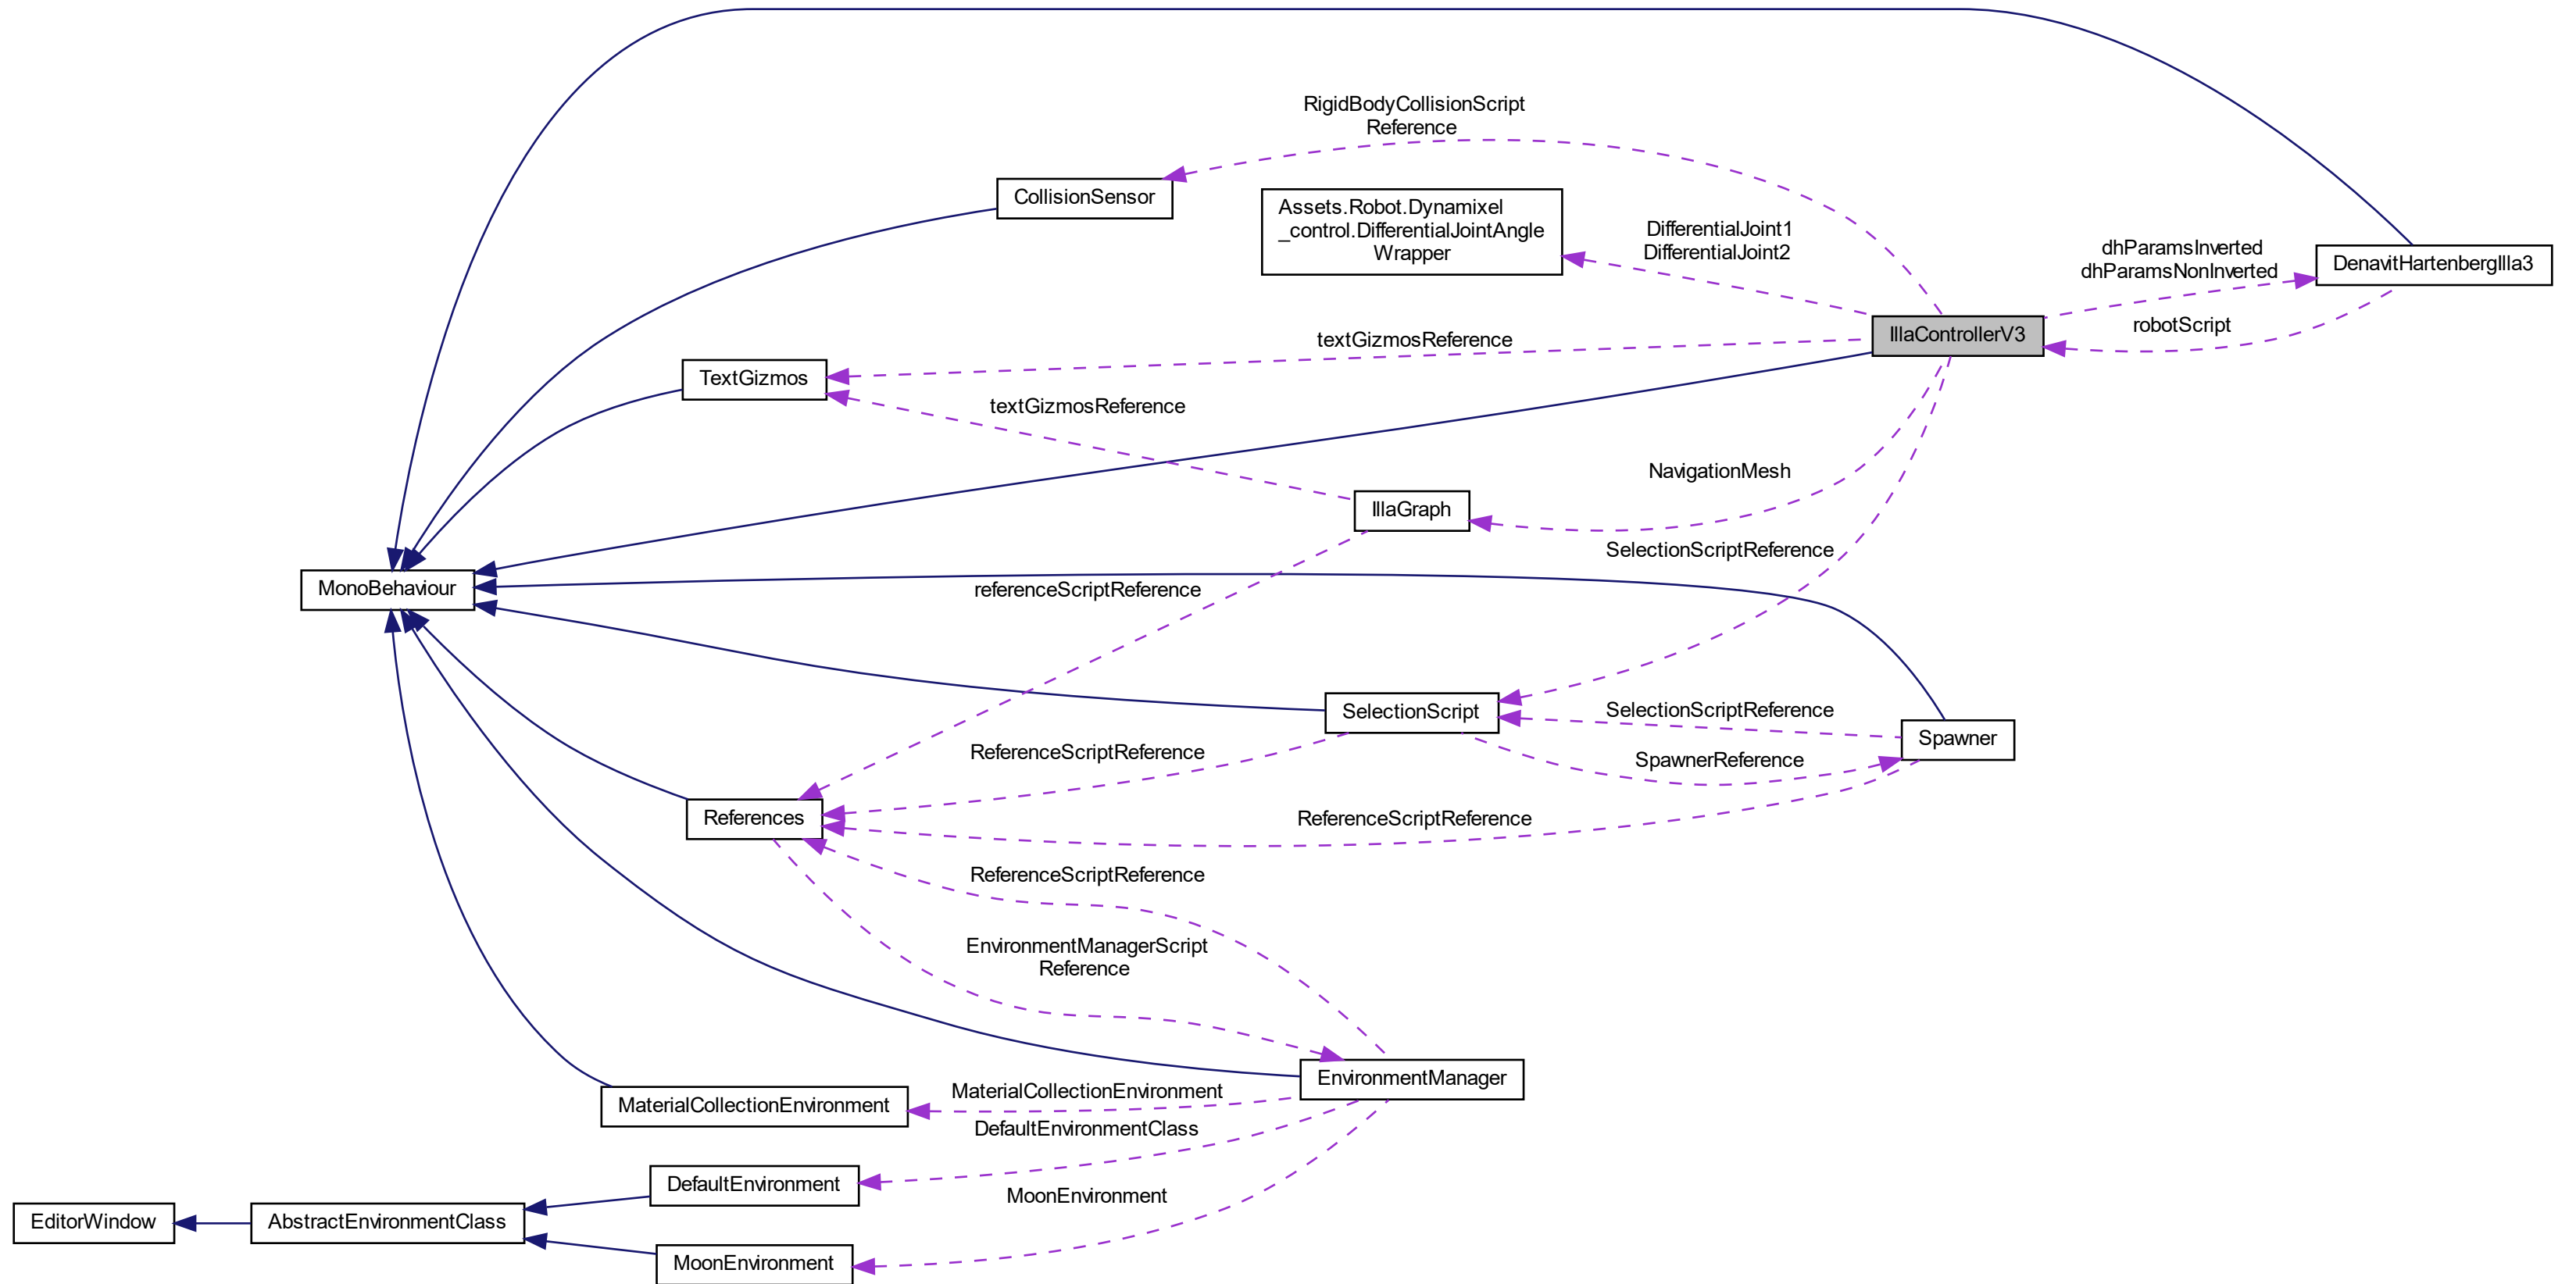 RigidBodyCollisionScript
Reference
CollisionSensor
Assets.Robot.Dynamixel
_control.DifferentialJointAngle
Wrapper
DifferentialJoint1
DifferentialJoint2
dhParamsInverted
dhParamsNonInverted
DenavitHartenbergIlla3
IllaControllerV3
robotScript
textGizmosReference
TextGizmos
textGizmosReference
NavigationMesh
IllaGraph
SelectionScriptReference
MonoBehaviour
referenceScriptReference
SelectionScript
SelectionScriptReference
Spawner
ReferenceScriptReference
SpawnerReference
References
ReferenceScriptReference
ReferenceScriptReference
EnvironmentManagerScript
Reference
EnvironmentManager
MaterialCollectionEnvironment
MaterialCollectionEnvironment
DefaultEnvironmentClass
DefaultEnvironment
MoonEnvironment
EditorWindow
AbstractEnvironmentClass
MoonEnvironment